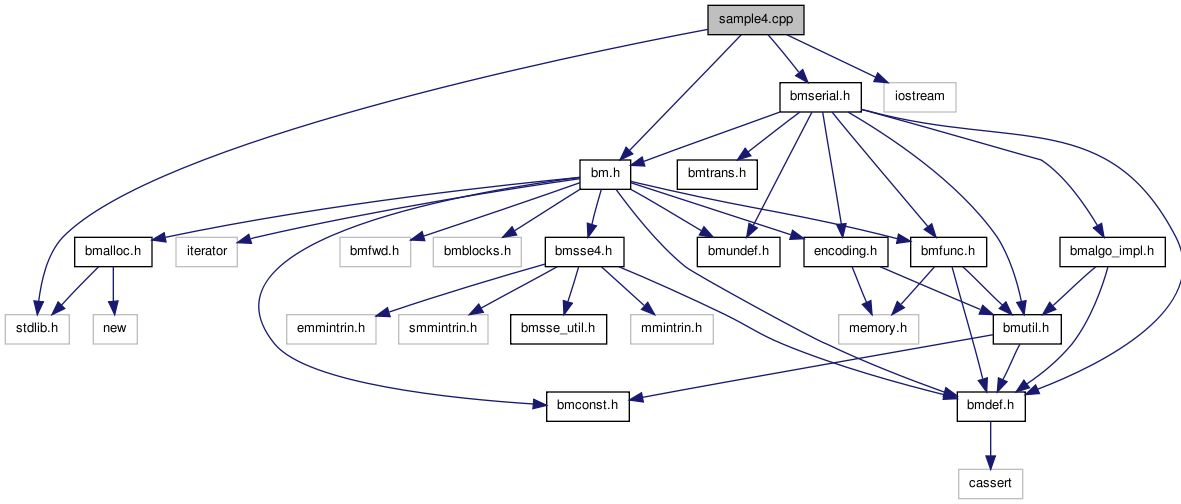 sample4.cpp
bmserial.h
iostream
bm.h
bmtrans.h
bmalloc.h
iterator
bmfwd.h
bmblocks.h
bmsse4.h
bmundef.h
encoding.h
bmfunc.h
bmalgo_impl.h
stdlib.h
new
emmintrin.h
smmintrin.h
bmsse_util.h
mmintrin.h
memory.h
bmutil.h
bmconst.h
bmdef.h
cassert